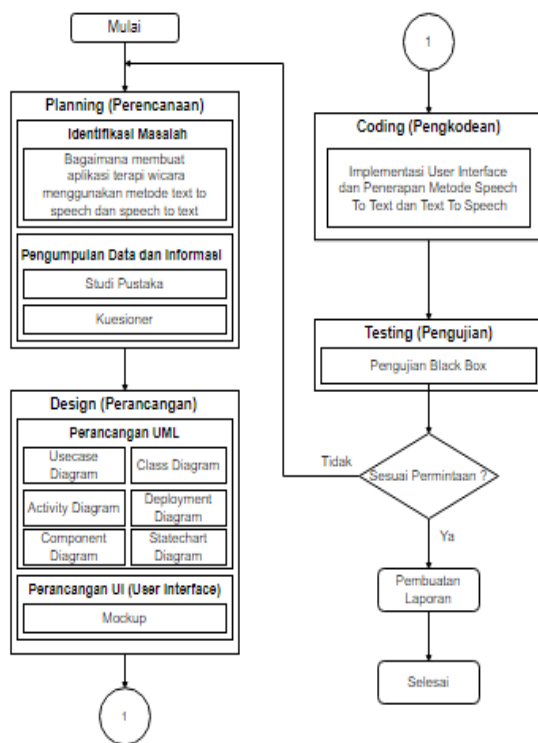 Mulai
Planning (Perencanaan)
Identifikasi Masalah
Bagaimana membuat
aplikasi terapi wicara
menggunakan metode text to
speech dan speech to text
Pengumpulan Data dan Informasi
Studi Pustaka
Kuesioner
Design (Perancangan)
Perancangan UML
Usecase
Diagram
Class Diagram
Activity Diagram
Deployment
Diagram
Component
Diagram
Statechart
Diagram
Perancangan UI (User Interface)
Mockup
1
1
Coding (Pengkodean)
Implementasi User Interface
dan Penerapan Metode Speech
To Text dan Text To Speech
Testing (Pengujian)
Pengujian Black Box
Sesuai Permintaan ?
Tidak
Ya
Pembuatan
Laporan
Selesai